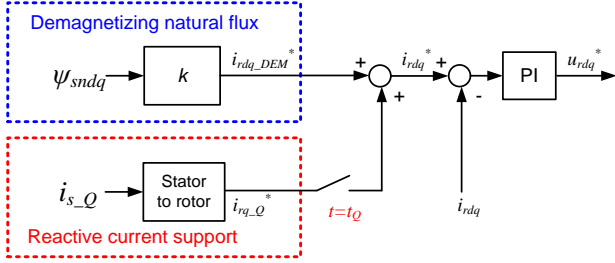 Demagnetizing natural flux
ψsndq
k
irdq_DEM*
+
+
irdq*
+
-
PI
urdq*
is_Q
Stator
to rotor
irq_Q*
t=tQ
irdq
Reactive current support